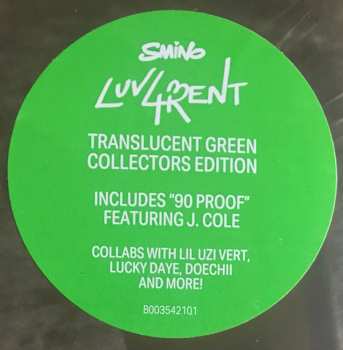 SMINO
LUV 4 RENT
TRANSLUCENT GREEN
COLLECTORS EDITION
INCLUDES "90 PROOF"
FEATURING J. COLE
COLLABS WITH LIL UZI VERT,
LUCKY DAYE, DOECHII
AND MORE!
B003542101